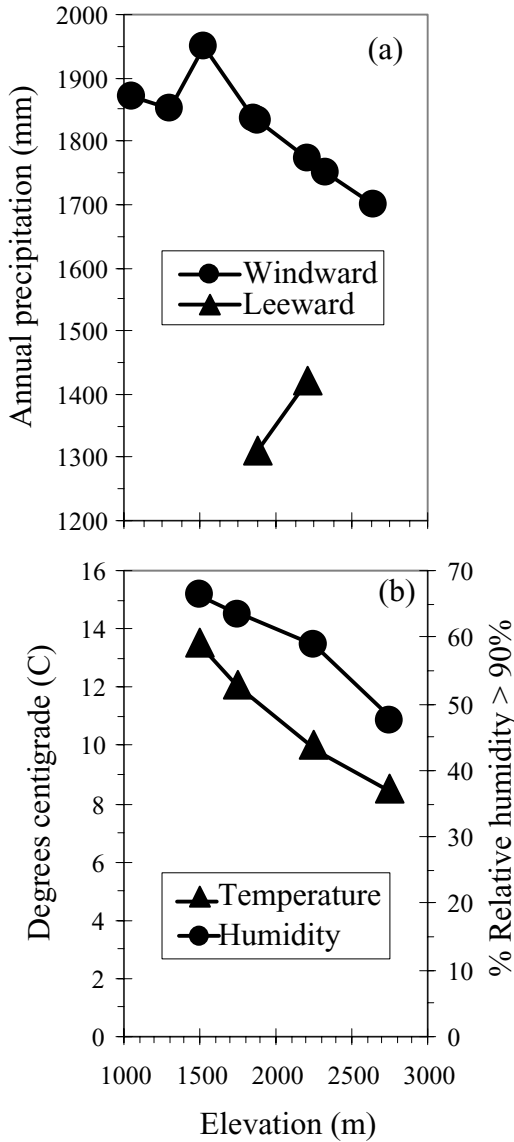 2000
(a)
1900
1800
1700
1600
1500
1400
1300
1200
Annual precipitation (mm)
Windward
Leeward
16
14
12
10
8
6
4
2
0
Degrees centigrade (C)
(b)
70
60
50
40
30
20
10
0
% Relative humidity > 90%
Temperature
Humidity
1000 1500 2000 2500 3000
Elevation (m)